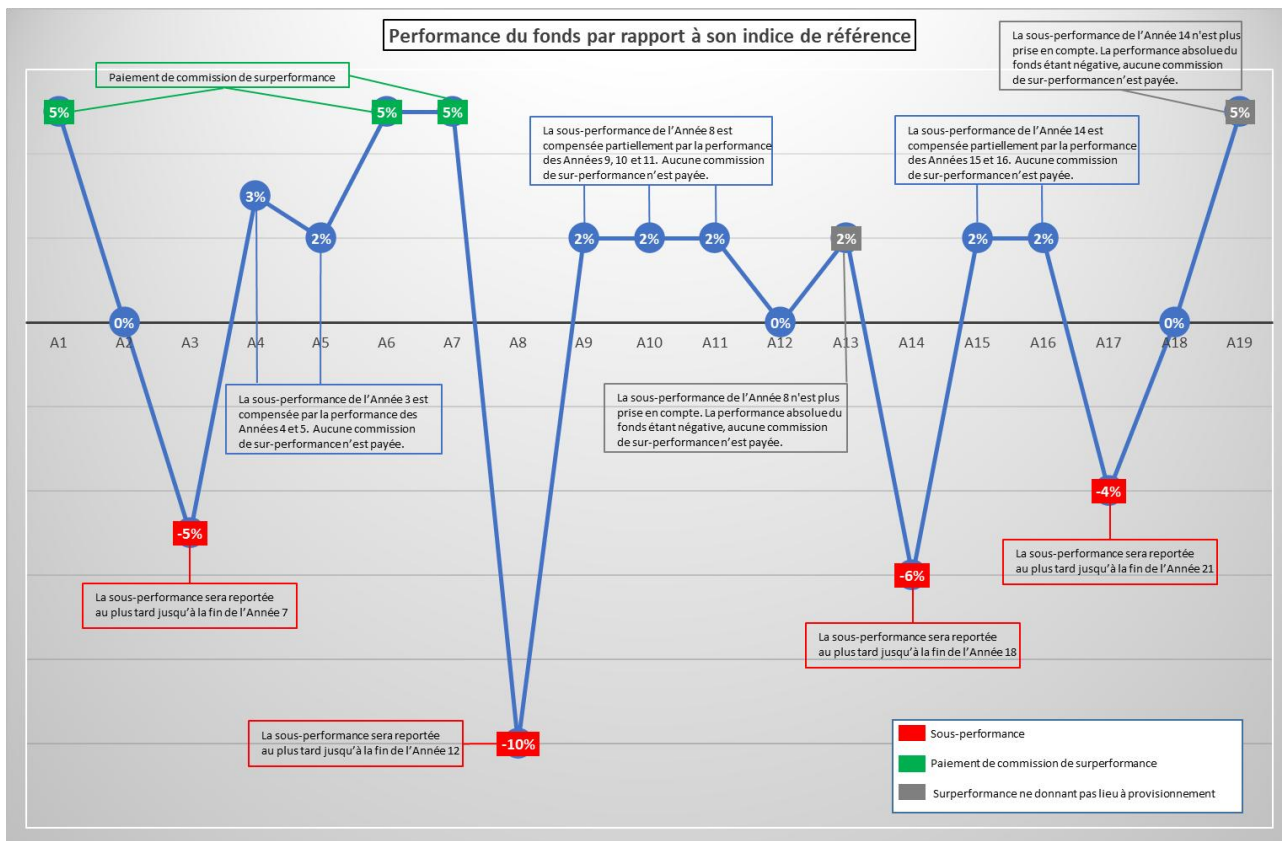 Performance du fonds par rapport à son indice de référence
La sous-performance de l'Année 14 n'est plus
prise en compte. La performance absolue du
fonds étant négative, aucune commission
de sur-performance n'est payée.
Paiement de commission de surperformance
5%
5%
5%
5%
La sous-performance de l'Année 8 est
compensée partiellement par la performance
des Années 9, 10 et 11. Aucune commission
de sur-performance n'est payée.
La sous-performance de l'Année 14 est
compensée partiellement par la performance
des Années 15 et 16. Aucune commission
de sur-performance n'est payée.
3%
2%
2%
2%
2%
2%
2%
2%
0%
0%
0%
A1
A2
A3
A4
A5
A6
A7
A8
A9
A10
A11
A12
A13
A14
A15
A16
A17
A18
A19
La sous-performance de l'Année 3 est
compensée par la performance des
Années 4 et 5. Aucune commission
de sur-performance n'est payée.
La sous-performance de l'Année 8 n'est plus
prise en compte. La performance absolue du
fonds étant négative, aucune commission
de sur-performance n'est payée.
-4%
-5%
La sous-performance sera reportée
au plus tard jusqu'à la fin de l'Année 21
-6%
La sous-performance sera reportée
au plus tard jusqu'à la fin de l'Année 7
La sous-performance sera reportée
au plus tard jusqu'à la fin de l'Année 18
La sous-performance sera reportée
au plus tard jusqu'à la fin de l'Année 12
-10%
Sous-performance
Paiement de commission de surperformance
Surperformance ne donnant pas lieu à provisionnement